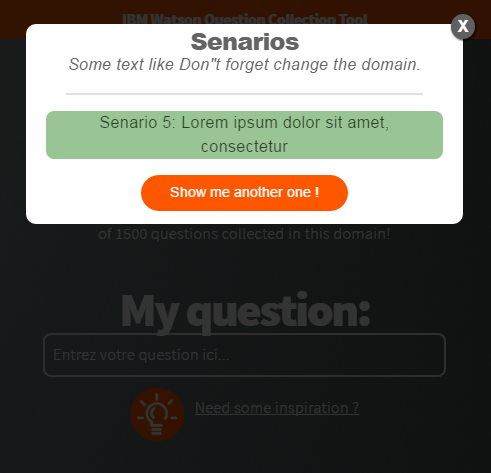 IBM Watson Question Collection Tool
X
Senarios
Some text like Don"t forget change the domain.
Senario 5: Lorem ipsum dolor sit amet,
consectetur
Show me another one !
of 1500 questions collected in this domain!
My question:
Entrez votre question ici...
Need some inspiration ?